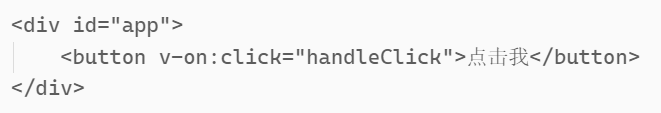 <div id="app">
    <button v-on:click="handleClick">点击我</button>
</div>